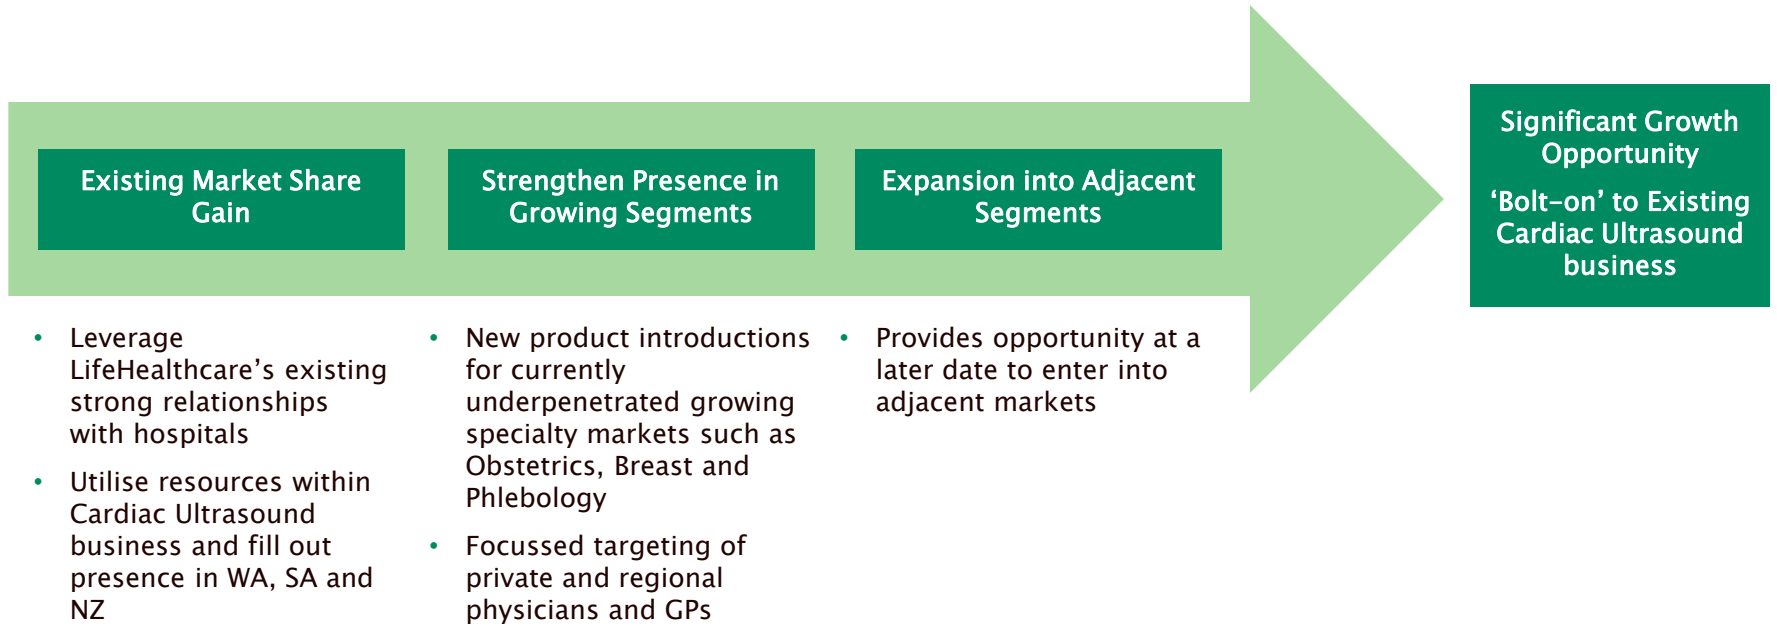 Existing Market Share
Gain
Strengthen Presence in
Growing Segments
Expansion into Adjacent
Segments
Significant Growth
Opportunity
‘Bolt-on’ to Existing
Cardiac Ultrasound
business
• Leverage
LifeHealthcare’s existing
strong relationships
with hospitals
• Utilise resources within
Cardiac Ultrasound
business and fill out
presence in WA, SA and
NZ
• New product introductions
for currently
underpenetrated growing
specialty markets such as
Obstetrics, Breast and
Phlebology
• Focussed targeting of
private and regional
physicians and GPs
• Provides opportunity at a
later date to enter into
adjacent markets